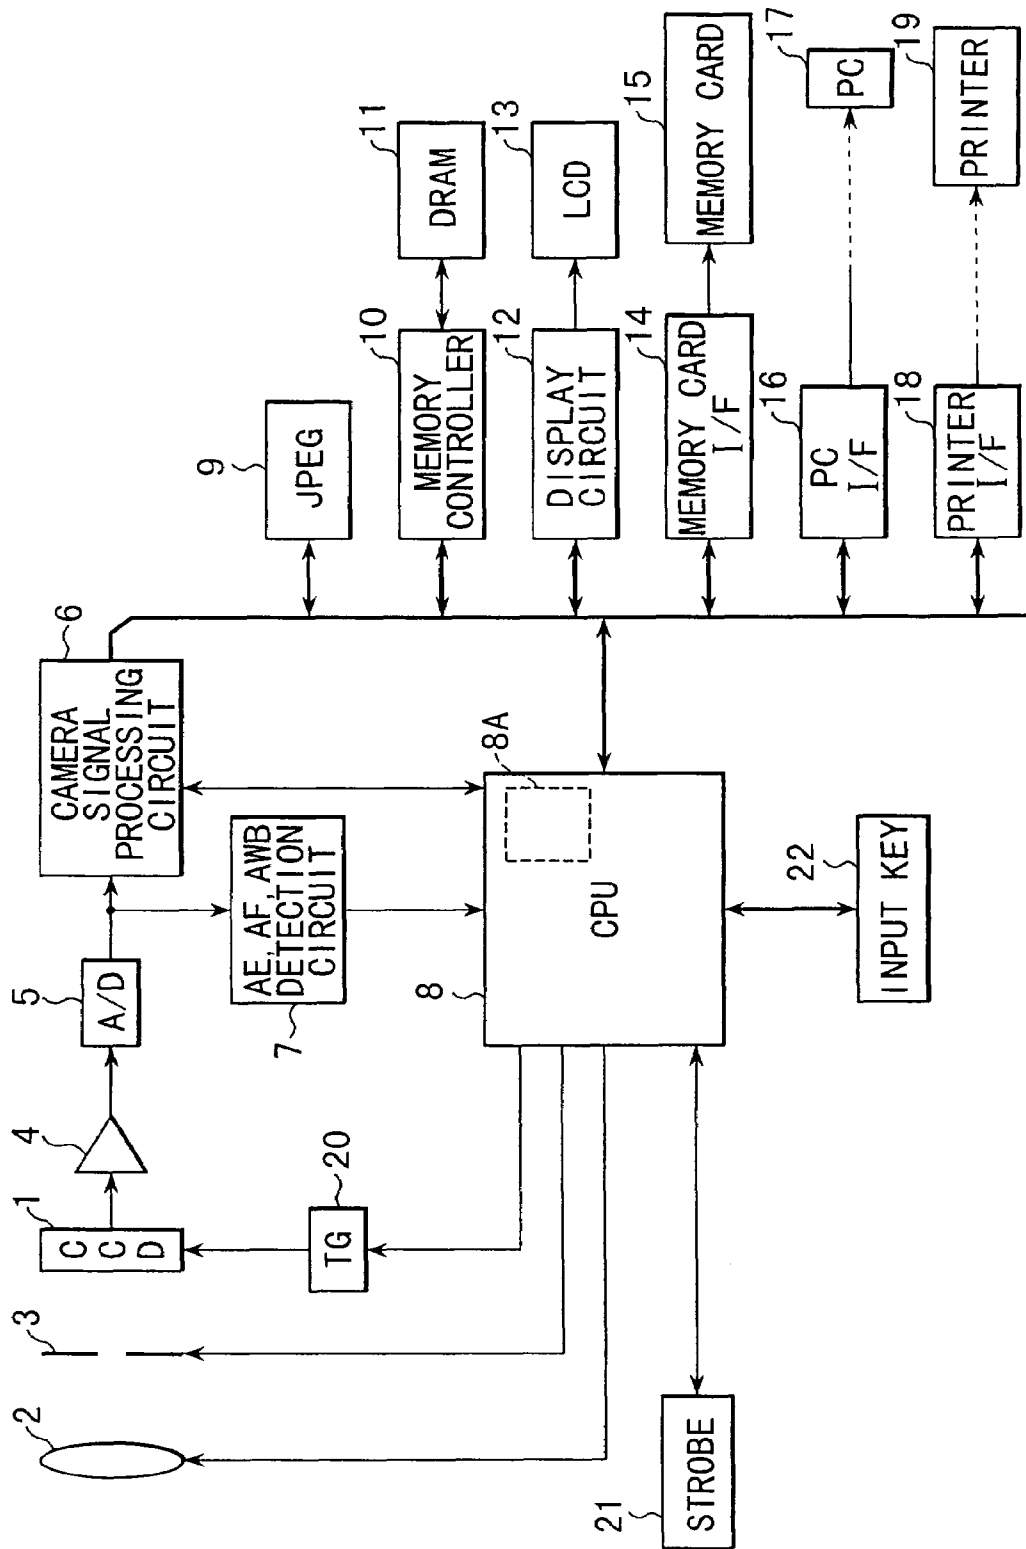 2
3
1
CCD
4
5
A/D
6
CAMERA
SIGNAL
PROCESSING
CIRCUIT
20
TG
7
AE, AF, AWB
DETECTION
CIRCUIT
8
CPU
8A
21
STROBE
22
INPUT KEY
9
JPEG
10
MEMORY
CONTROLLER
11
DRAM
12
DISPLAY
CIRCUIT
13
LCD
14
MEMORY CARD
I/F
15
MEMORY CARD
16
PC
I/F
17
PC
18
PRINTER
I/F
19
PRINTER